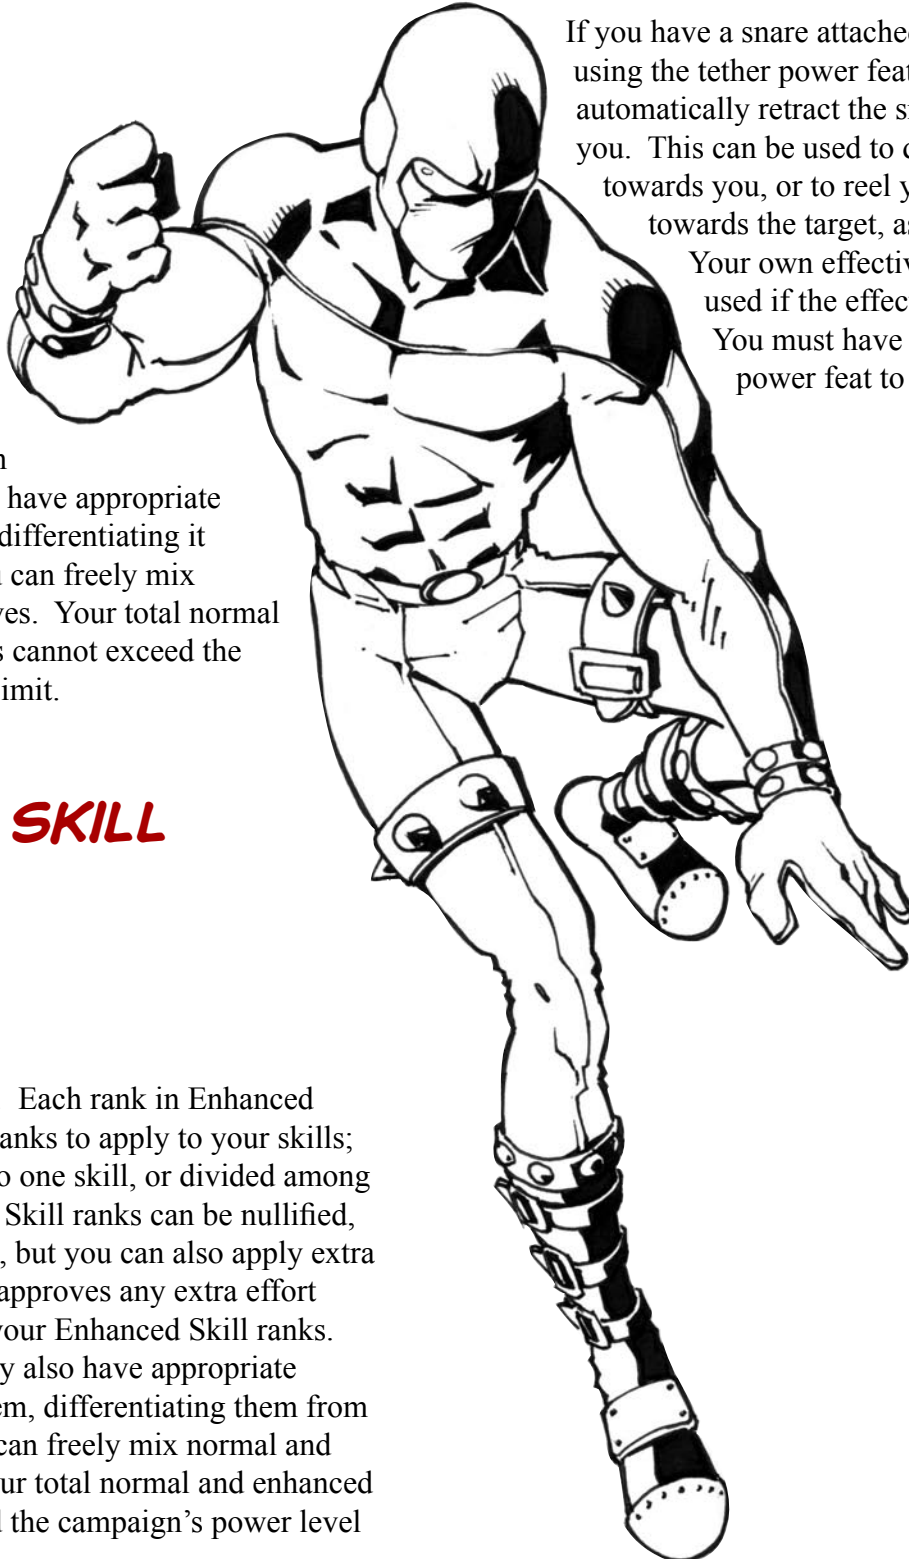 n
have appropriate
differentiating it
u can freely mix
ves. Your total normal
s cannot exceed the
imit.
SKILL
Each rank in Enhanced
anks to apply to your skills;
o one skill, or divided among
Skill ranks can be nullified,
, but you can also apply extra
approves any extra effort
your Enhanced Skill ranks.
y also have appropriate
em, differentiating them from
can freely mix normal and
ur total normal and enhanced
d the campaign’s power level
If you have a snare attached
using the tether power feat
automatically retract the s
you. This can be used to
towards you, or to reel y
towards the target, as
Your own effectiv
used if the effec
You must have
power feat to